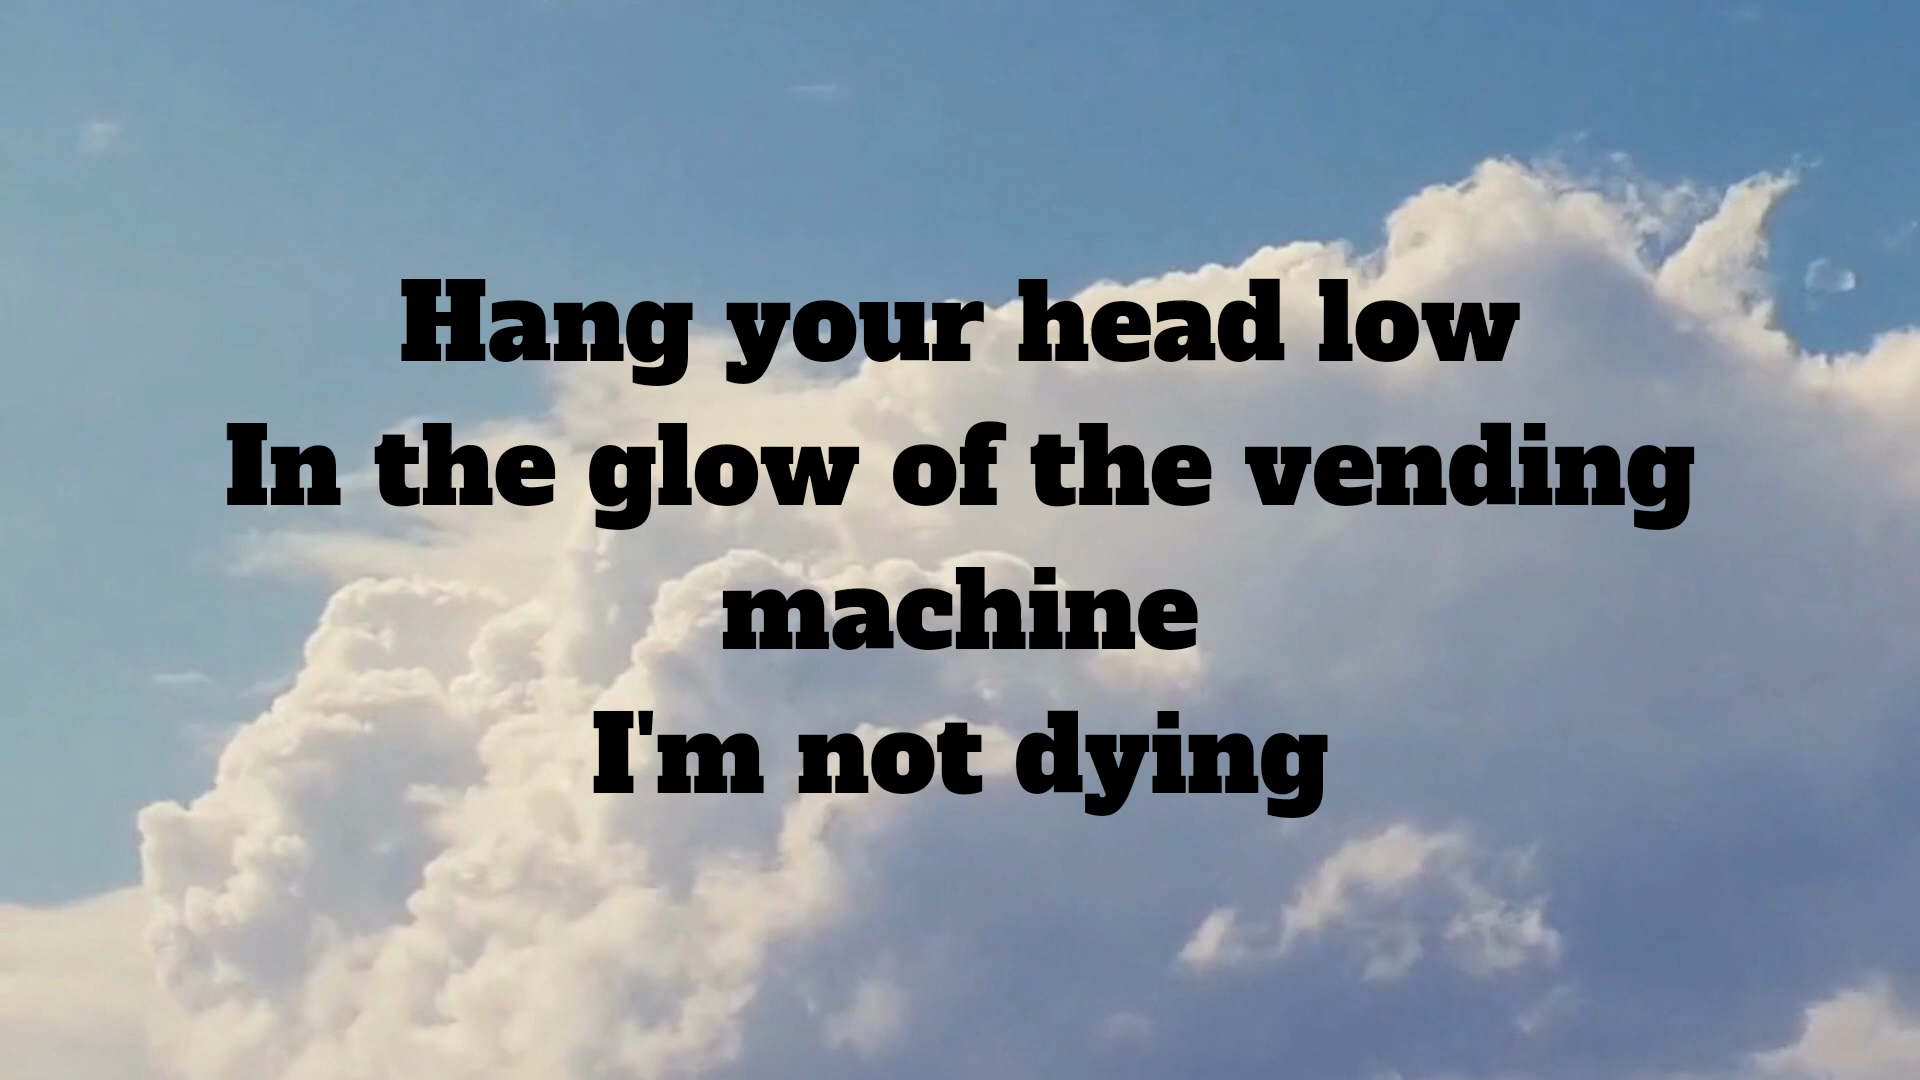 Hang your head low
In the glow of the vending
machine
I'm not dying